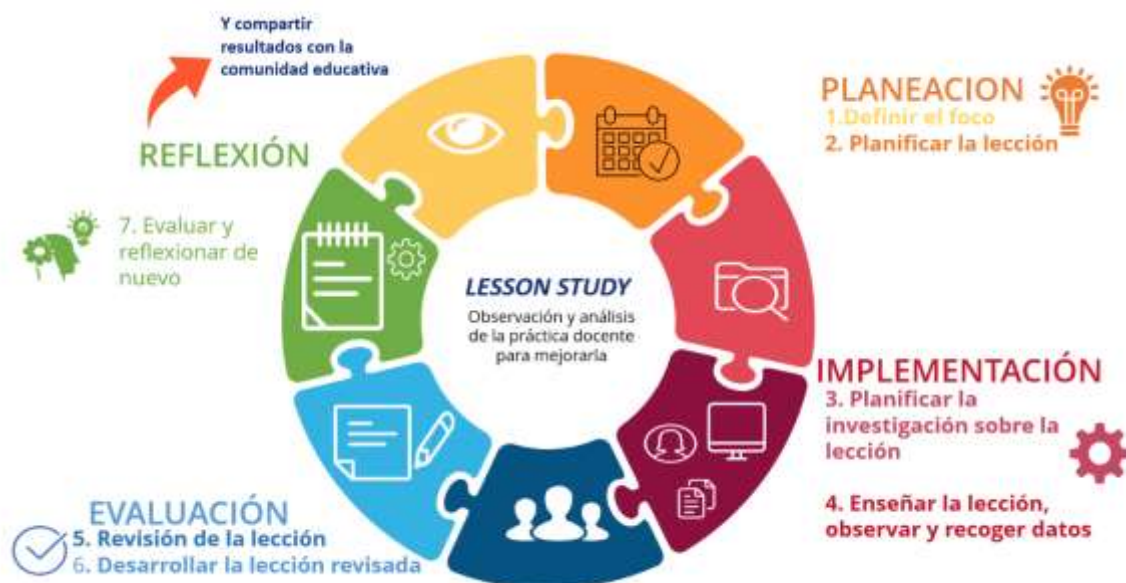 Y compartir
resultados con la
comunidad educativa
REFLEXIÓN
7. Evaluar y
reflexionar de
nuevo
PLANEACION
1.Definir el foco
2. Planificar la lección
LESSON STUDY
Observación y análisis
de la práctica docente
para mejorarla
IMPLEMENTACIÓN
3. Planificar la
investigación sobre la
lección
4. Enseñar la lección,
observar y recoger datos
EVALUACIÓN
5. Revisión de la lección
6. Desarrollar la lección revisada